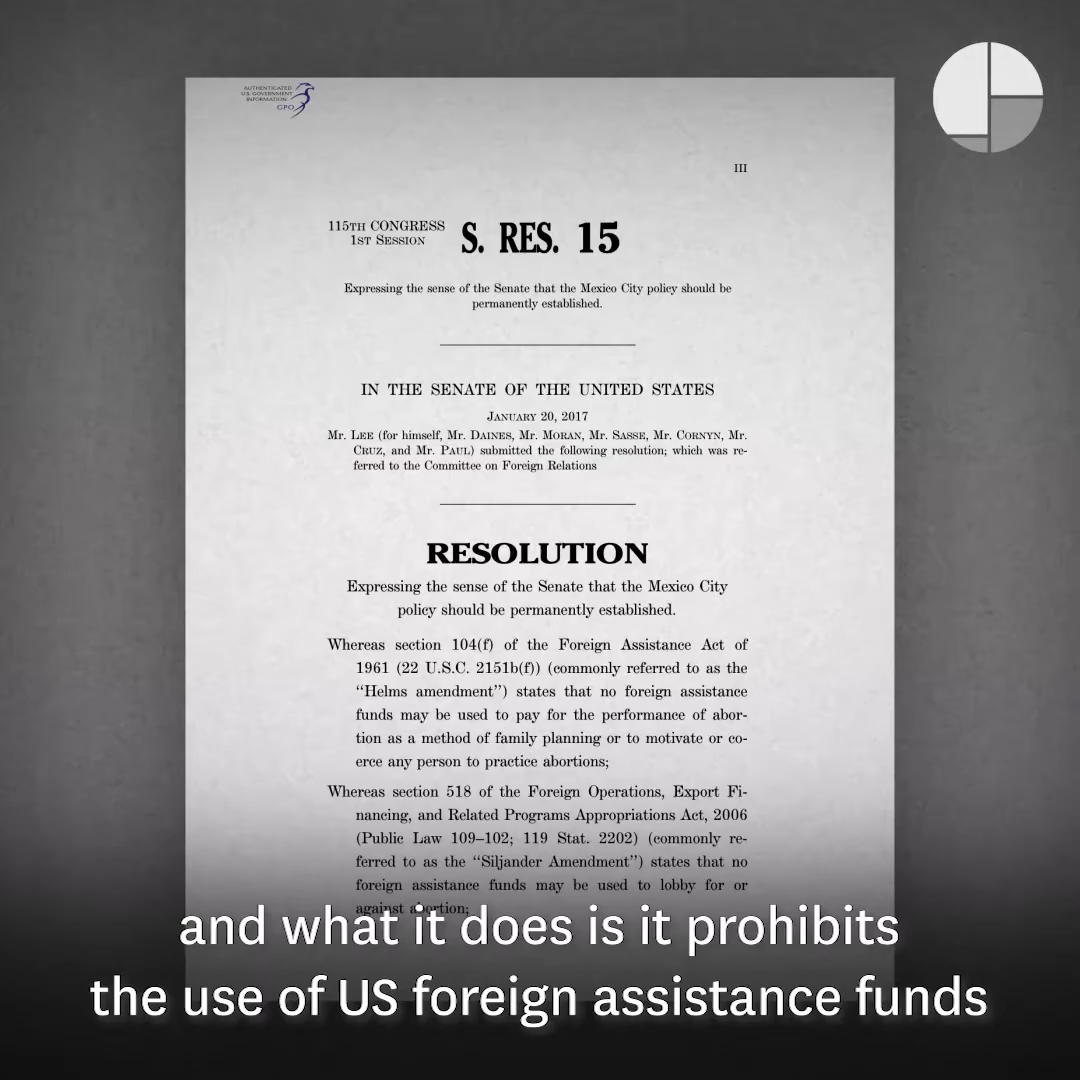 AUTHENTICATED
U.S. GOVERNMENT
INFORMATION
GPO
III
115TH CONGRESS
1ST SESSION
S. RES. 15
Expressing the sense of the Senate that the Mexico City policy should be
permanently established.
IN THE SENATE OF THE UNITED STATES
JANUARY 20, 2017
Mr. LEE (for himself, Mr. DAINES, Mr. MORAN, Mr. SASSE, Mr. CORNYN, Mr.
CRUZ, and Mr. PAUL) submitted the following resolution; which was re-
ferred to the Committee on Foreign Relations
RESOLUTION
Expressing the sense of the Senate that the Mexico City
policy should be permanently established.
Whereas section 104(f) of the Foreign Assistance Act of
1961 (22 U.S.C. 2151b(f)) (commonly referred to as the
‘‘Helms amendment’’) states that no foreign assistance
funds may be used to pay for the performance of abor-
tion as a method of family planning or to motivate or co-
erce any person to practice abortions;
Whereas section 518 of the Foreign Operations, Export Fi-
nancing, and Related Programs Appropriations Act, 2006
(Public Law 109–102; 119 Stat. 2202) (commonly re-
ferred to as the ‘‘Siljander Amendment’’) states that no
foreign assistance funds may be used to lobby for or
against abortion;
and what it does is it prohibits
the use of US foreign assistance funds